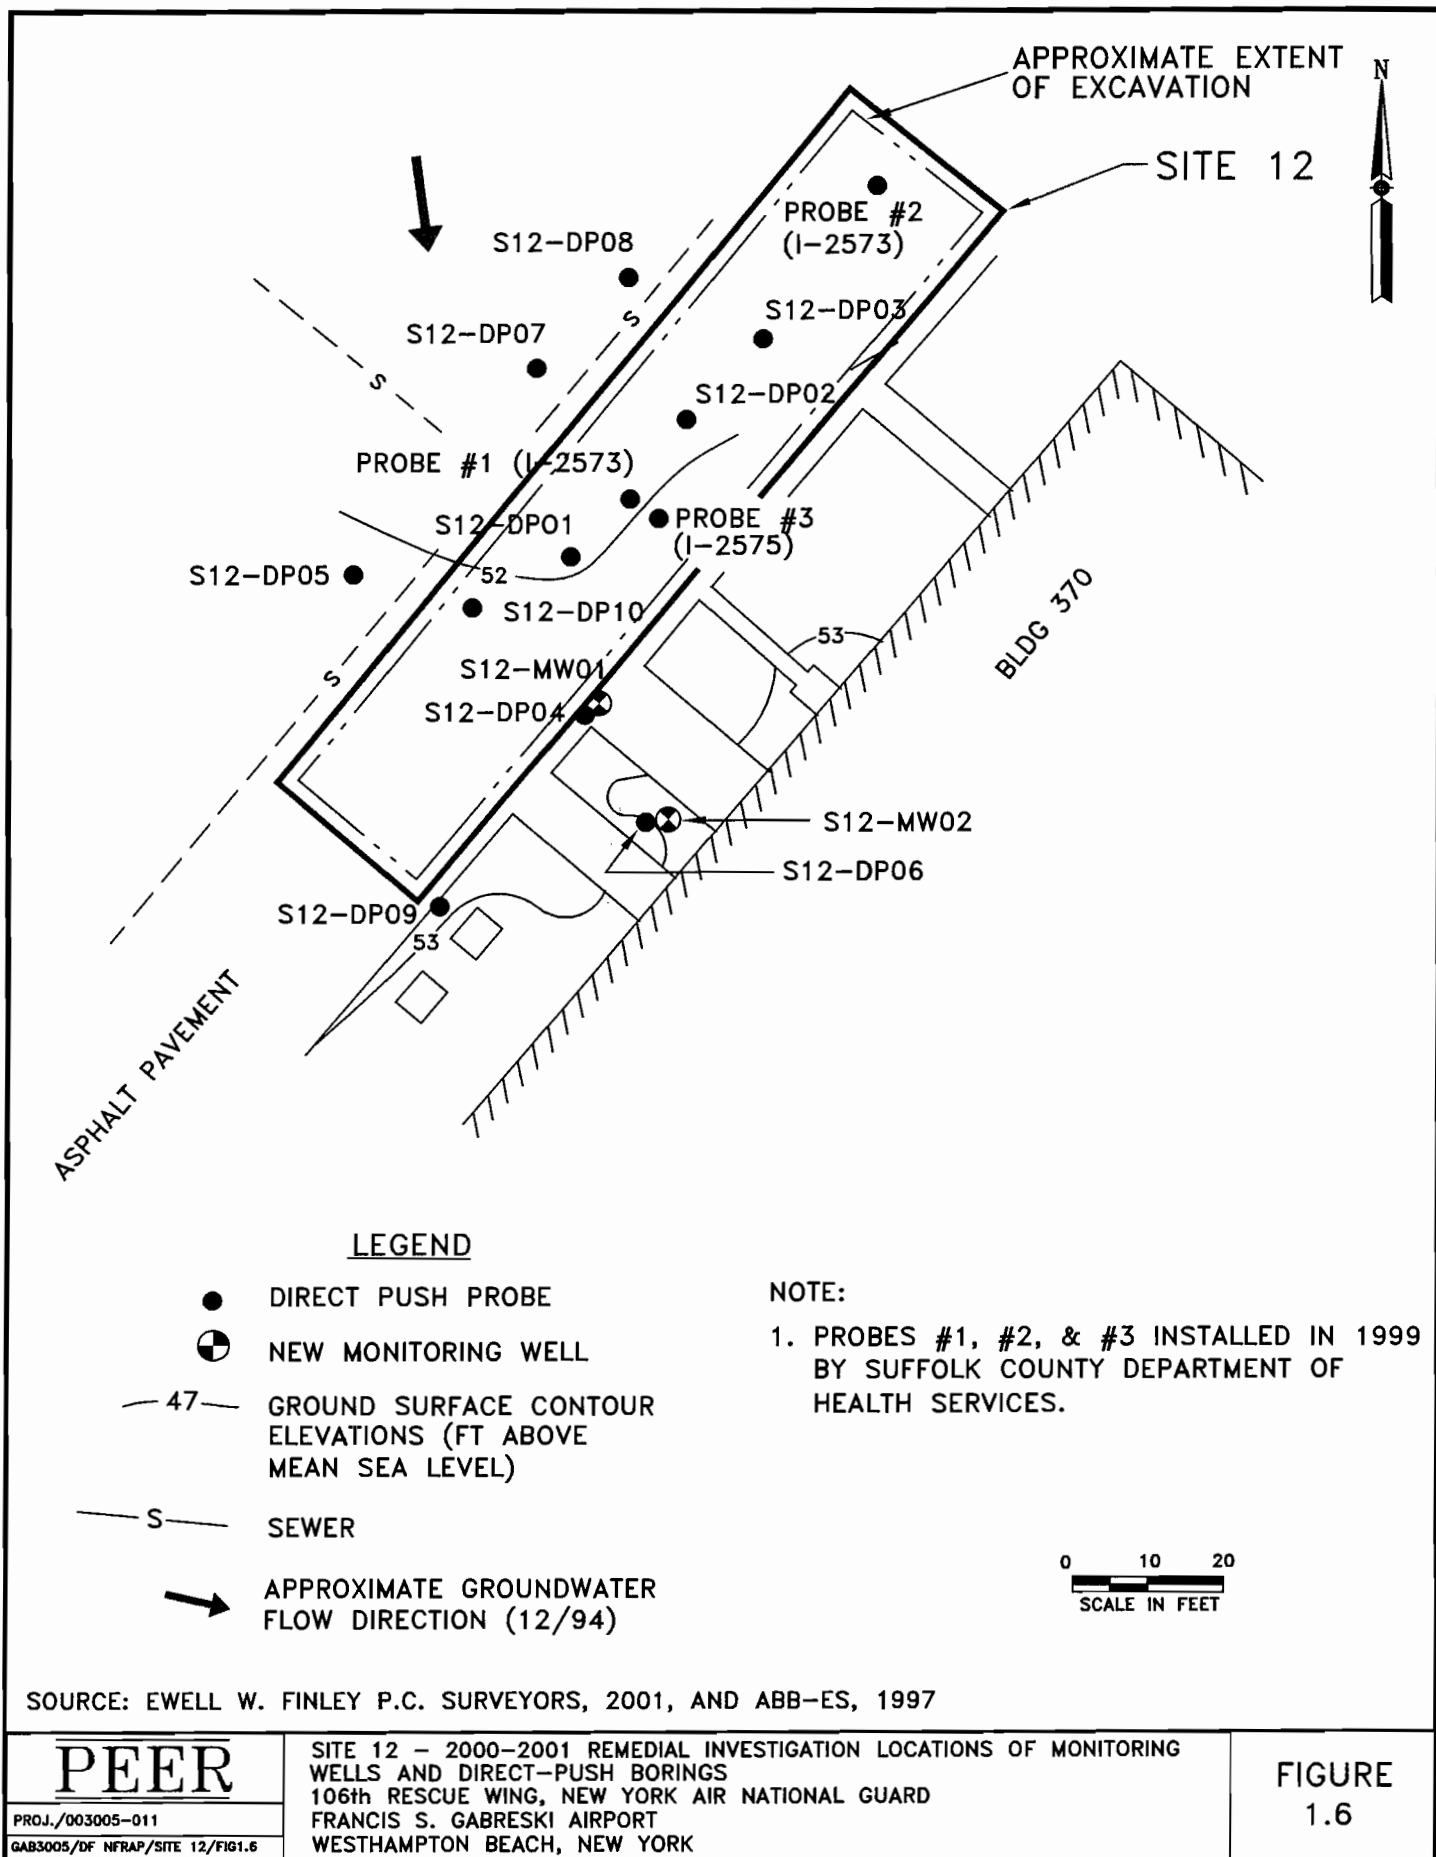 APPROXIMATE EXTENT
OF EXCAVATION
N
SITE 12
PROBE #2
(I-2573)
S12-DP08
S12-DP03
S
S12-DP07
S
S12-DP02
PROBE #1 (I-2573)
S12-DP01
PROBE #3
(I-2575)
S12-DP05
52
S12-DP10
53
BLDG 370
S12-MW01
S
S12-DP04
S12-MW02
S12-DP06
S12-DP09
53
ASPHALT PAVEMENT
LEGEND
DIRECT PUSH PROBE
NEW MONITORING WELL
47
GROUND SURFACE CONTOUR
ELEVATIONS (FT ABOVE
MEAN SEA LEVEL)
S
SEWER
APPROXIMATE GROUNDWATER
FLOW DIRECTION (12/94)
NOTE:
1. PROBES #1, #2, & #3 INSTALLED IN 1999
BY SUFFOLK COUNTY DEPARTMENT OF
HEALTH SERVICES.
0 10 20
SCALE IN FEET
SOURCE: EWELL W. FINLEY P.C. SURVEYORS, 2001, AND ABB-ES, 1997
PEER
PROJ./003005-011
GAB3005/DF NFRAP/SITE 12/FIG1.6
SITE 12 - 2000-2001 REMEDIAL INVESTIGATION LOCATIONS OF MONITORING
WELLS AND DIRECT-PUSH BORINGS
106th RESCUE WING, NEW YORK AIR NATIONAL GUARD
FRANCIS S. GABRESKI AIRPORT
WESTHAMPTON BEACH, NEW YORK
FIGURE
1.6